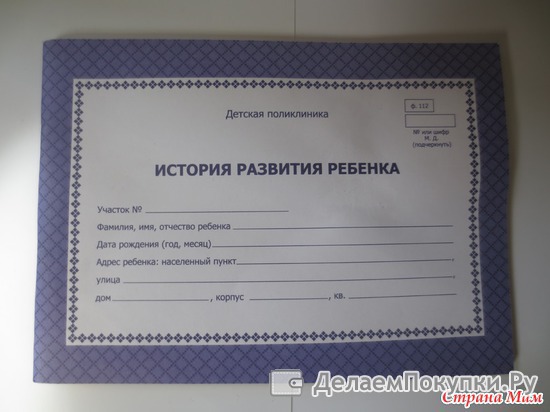 Детская поликлиника
ф. 112
№ или шифр
М. Д.
(подчеркнуть)
ИСТОРИЯ РАЗВИТИЯ РЕБЕНКА
Участок №
Фамилия, имя, отчество ребенка
Дата рождения (год, месяц)
Адрес ребенка: населенный пункт,
улица,
дом, корпус, кв.
ДелаемПокупки.Ру
Страна Мам